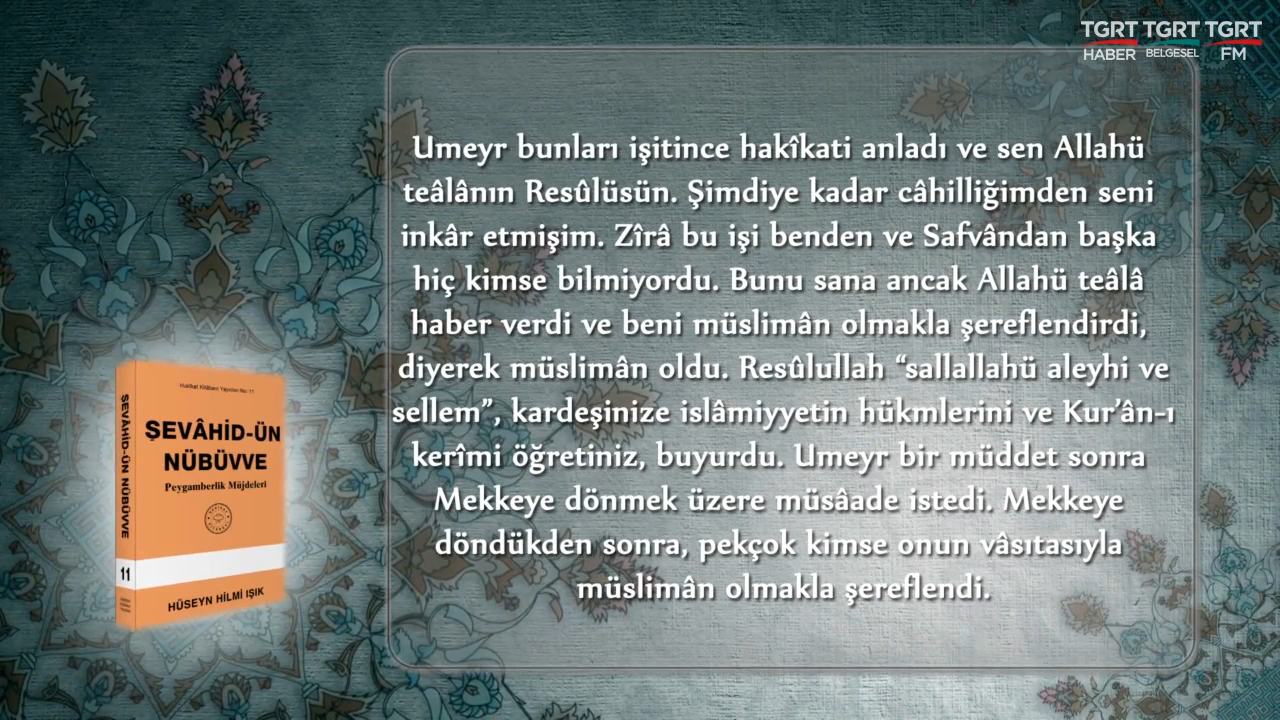 TGRT TGRT TGRT
HABER BELGESEL FM
Umeyr bunları işitince hakîkati anladı ve sen Allahü
teâlânın Resûlüsün. Şimdiye kadar câhilliğimden seni
inkâr etmişim. Zîrâ bu işi benden ve Safvândan başka
hiç kimse bilmiyordu. Bunu sana ancak Allahü teâlâ
haber verdi ve beni müslimân olmakla şereflendirdi,
diyerek müslimân oldu. Resûlullah “sallallahü aleyhi ve
sellem”, kardeşinize islâmiyyetin hükmlerini ve Kur’ân-ı
kerîmi öğretiniz, buyurdu. Umeyr bir müddet sonra
Mekkeye dönmek üzere müsâade istedi. Mekkeye
döndükden sonra, pekçok kimse onun vâsıtasıyla
müslimân olmakla şereflendi.
Hakîkat Kitâbevi Yayınları No: 11
ŞEVÂHİD-ÜN
NÜBÜVVE
Peygamberlik Müjdeleri
HÜSEYN HİLMİ IŞIK
ŞEVÂHİD-ÜN NÜBÜVVE
11